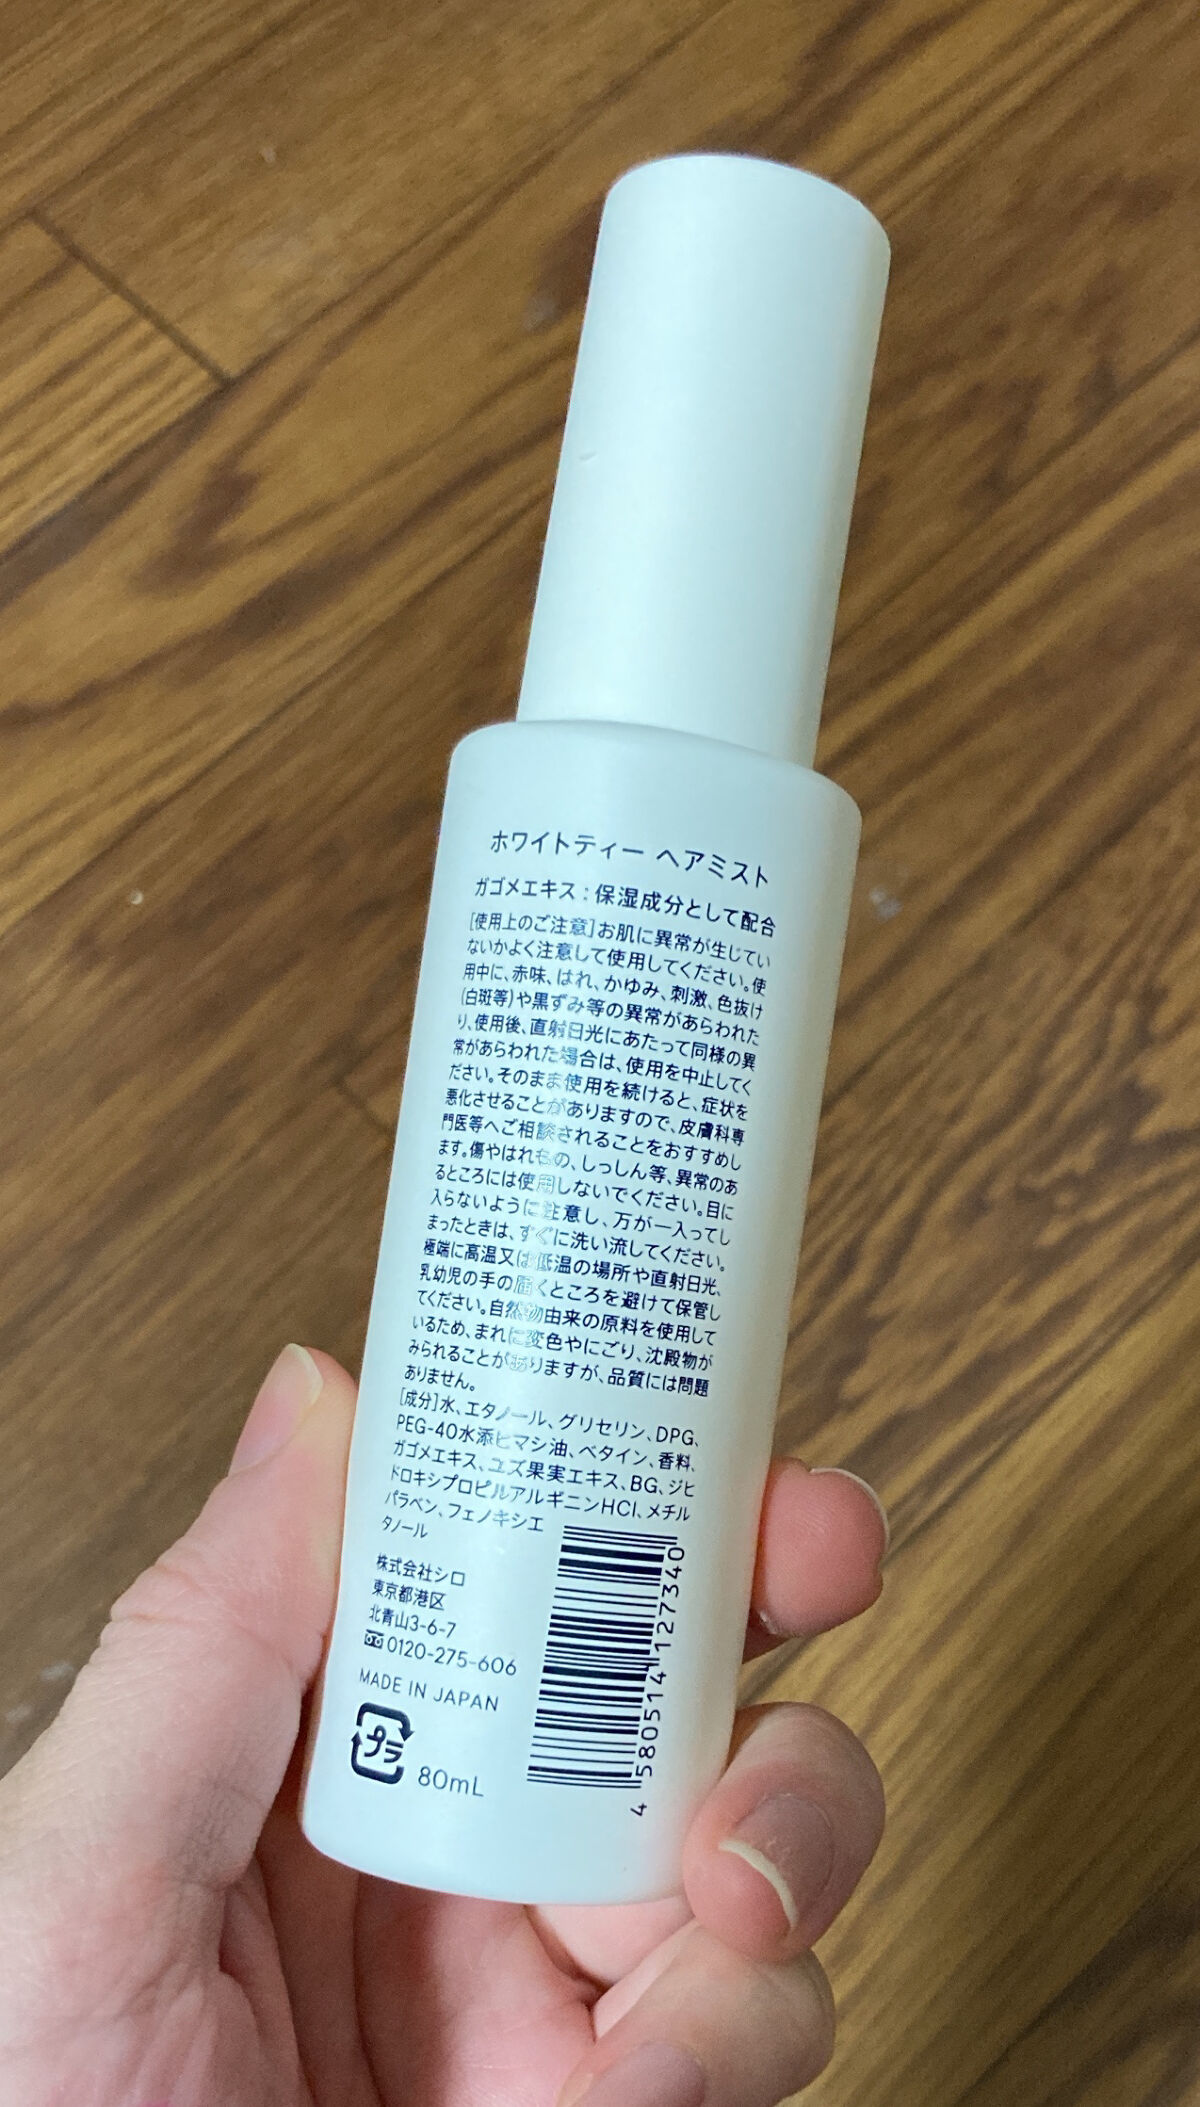 ホワイトティー ヘアミスト
ガゴメエキス：保湿成分として配合
［使用上のご注意］お肌に異常が生じてい
ないかよく注意して使用してください。使
用中に、赤味、はれ、かゆみ、刺激、色抜け
（白斑等）や黒ずみ等の異常があらわれた
り、使用後、直射日光にあたって同様の異
常があらわれた場合は、使用を中止してく
ださい。そのまま使用を続けると、症状を
悪化させることがありますので、皮膚科専
門医等へご相談されることをおすすめし
ます。傷やはれもの、しっしん等、異常のあ
るところには使用しないでください。目に
入らないように注意し、万が一入ってし
まったときは、すぐに洗い流してください。
極端に高温又は低温の場所や直射日光、
乳幼児の手の届くところを避けて保管し
てください。自然物由来の原料を使用して
いるため、まれに変色やにごり、沈殿物が
みられることがありますが、品質には問題
ありません。
［成分］水、エタノール、グリセリン、DPG、
PEG-40水添ヒマシ油、ベタイン、香料、
ガゴメエキス、ユズ果実エキス、BG、ジヒ
ドロキシプロピルアルギニンHCl、メチル
パラベン、フェノキシエ
タノール
株式会社シロ
東京都港区
北青山3-6-7
0120-275-606
MADE IN JAPAN
プラ
80mL
4 580514 127340